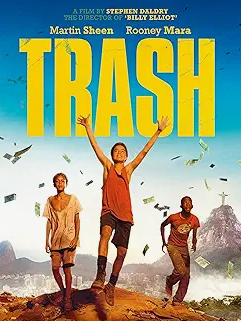 A FILM BY STEPHEN DALDRY
THE DIRECTOR OF 'BILLY ELLIOT'
Martin Sheen Rooney Mara
TRASH